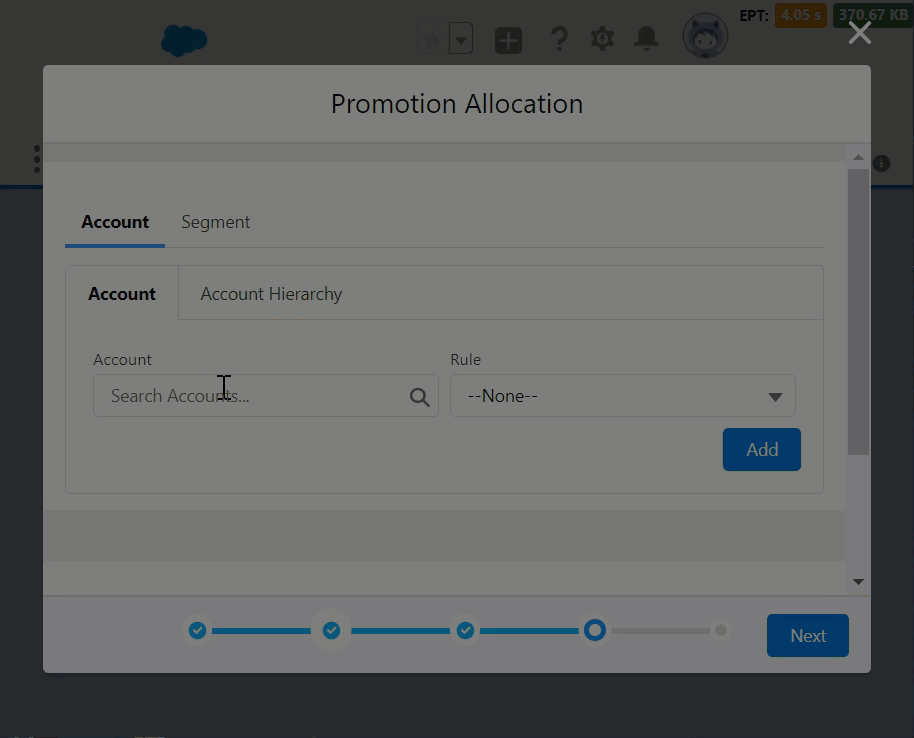 EPT: 4.05 s 370.67 KB
Promotion Allocation
Account Segment
Account Account Hierarchy
Account Rule
Search Accounts... --None--
Add
Next